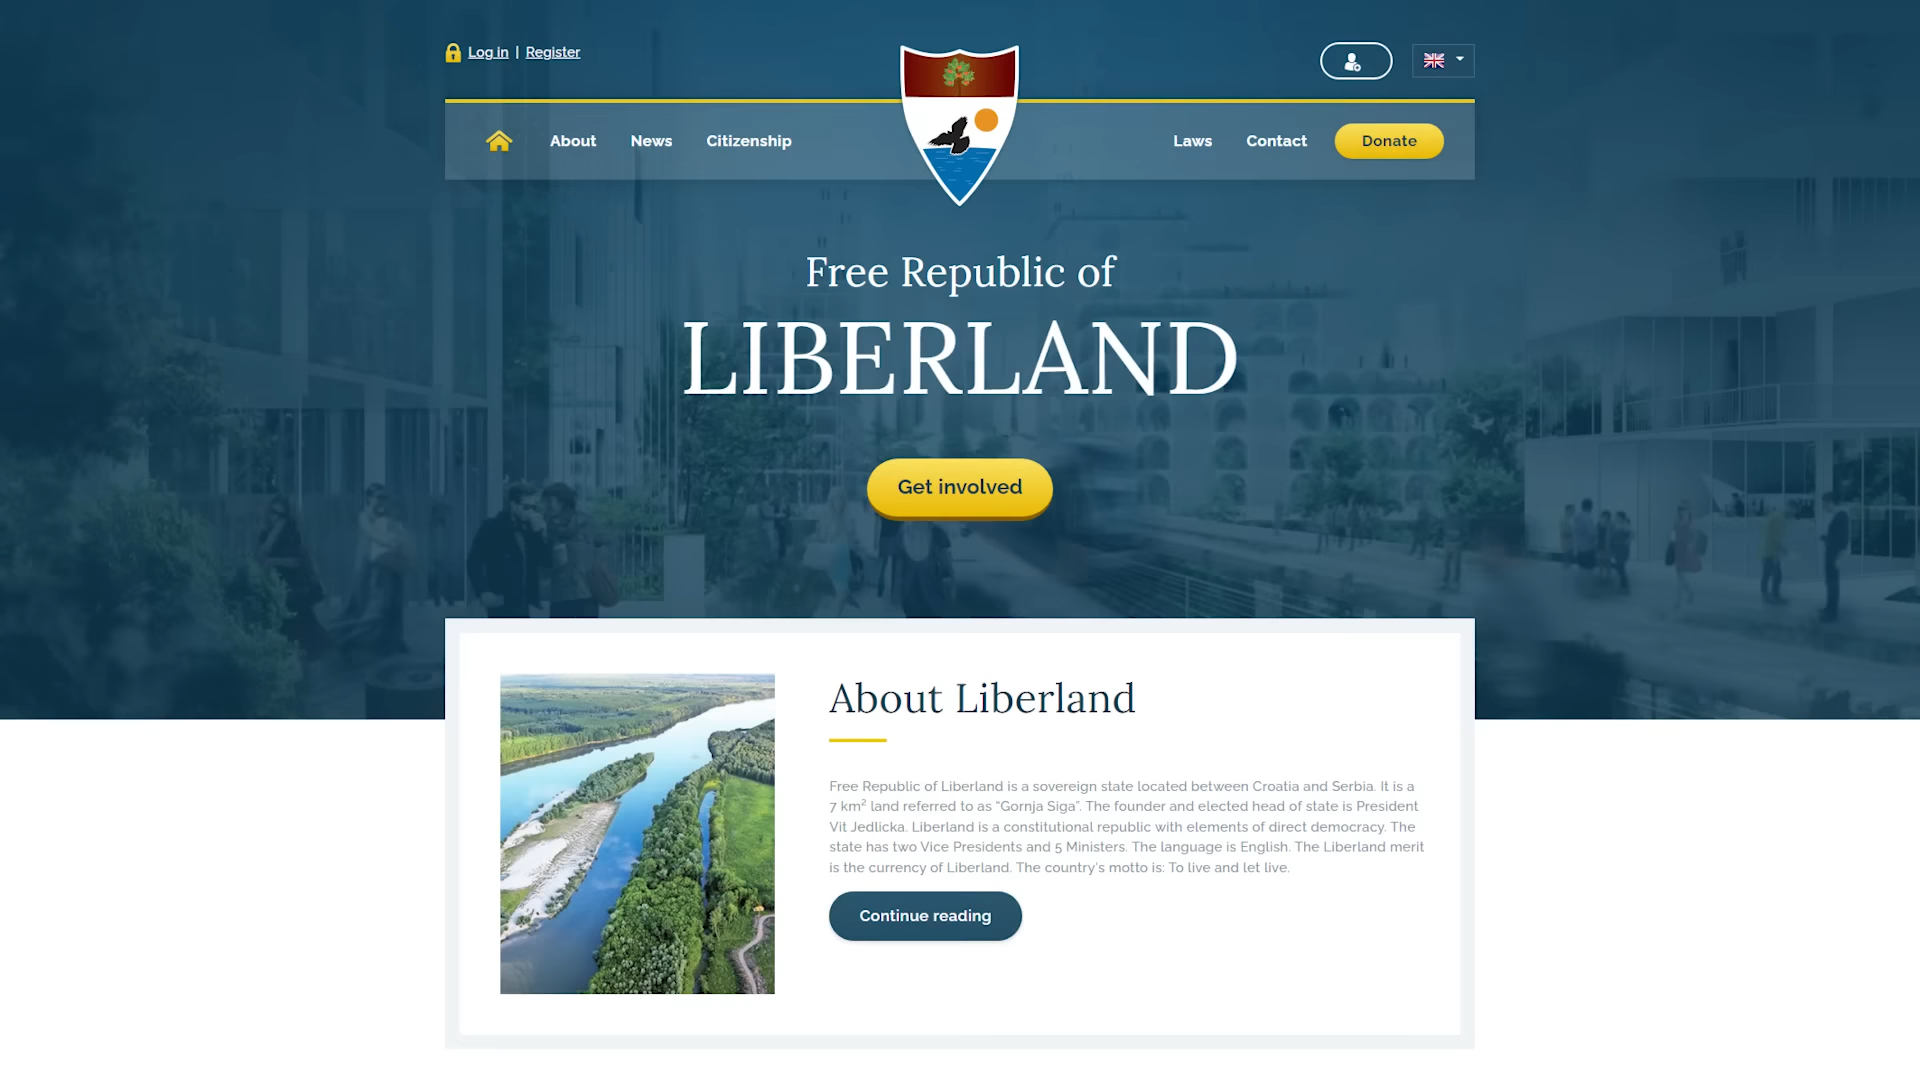 Log in | Register
About News Citizenship Laws Contact Donate
Free Republic of
LIBERLAND
Get involved
About Liberland
Free Republic of Liberland is a sovereign state located between Croatia and Serbia. It is a
7 km² land referred to as “Gornja Siga”. The founder and elected head of state is President
Vit Jedlicka. Liberland is a constitutional republic with elements of direct democracy. The
state has two Vice Presidents and 5 Ministers. The language is English. The Liberland merit
is the currency of Liberland. The country's motto is: To live and let live.
Continue reading